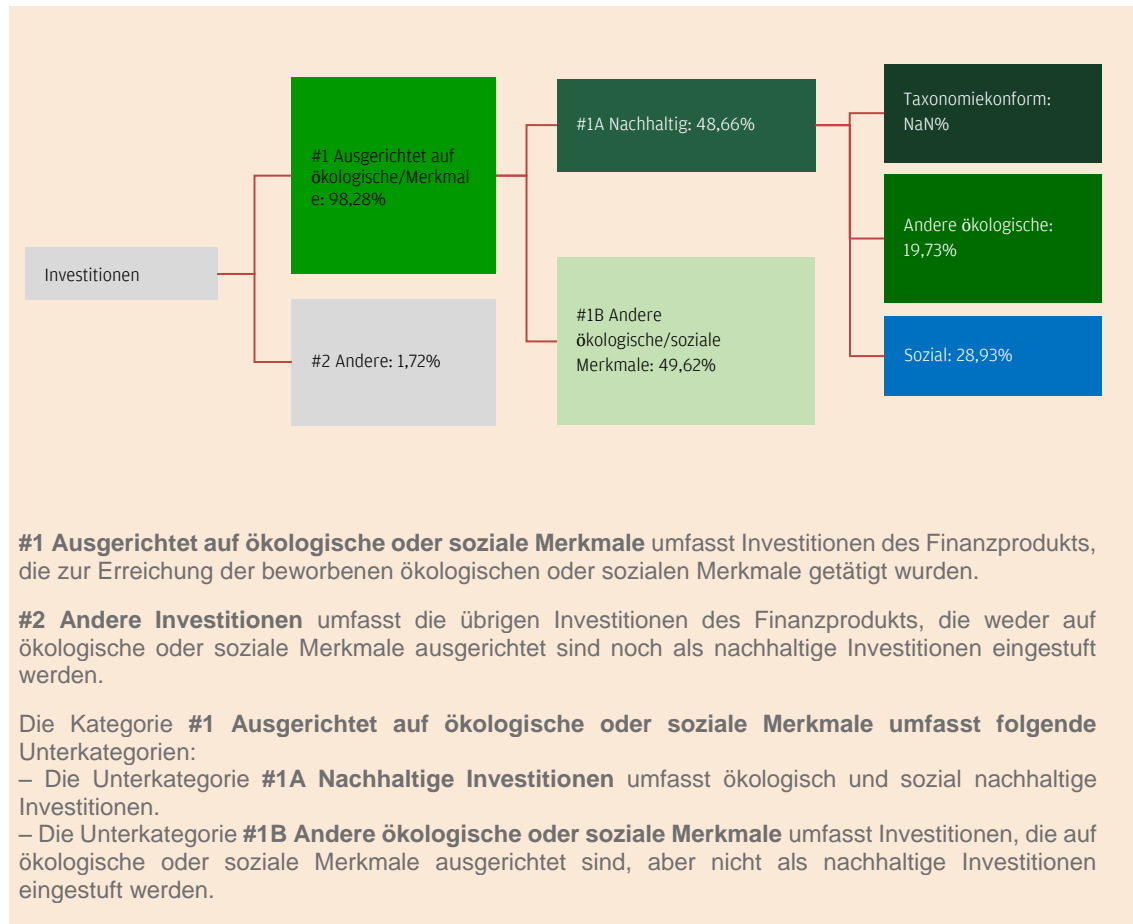 Investitionen
#1 Ausgerichtet auf
ökologische/Merkmal
e: 98,28%
#2 Andere: 1,72%
#1A Nachhaltig: 48,66%
#1B Andere
ökologische/soziale
Merkmale: 49,62%
Taxonomiekonform:
NaN%
Andere ökologische:
19,73%
Sozial: 28,93%
#1 Ausgerichtet auf ökologische oder soziale Merkmale umfasst Investitionen des Finanzprodukts,
die zur Erreichung der beworbenen ökologischen oder sozialen Merkmale getätigt wurden.
#2 Andere Investitionen umfasst die übrigen Investitionen des Finanzprodukts, die weder auf
ökologische oder soziale Merkmale ausgerichtet sind noch als nachhaltige Investitionen eingestuft
werden.
Die Kategorie #1 Ausgerichtet auf ökologische oder soziale Merkmale umfasst folgende
Unterkategorien:
– Die Unterkategorie #1A Nachhaltige Investitionen umfasst ökologisch und sozial nachhaltige
Investitionen.
– Die Unterkategorie #1B Andere ökologische oder soziale Merkmale umfasst Investitionen, die auf
ökologische oder soziale Merkmale ausgerichtet sind, aber nicht als nachhaltige Investitionen
eingestuft werden.